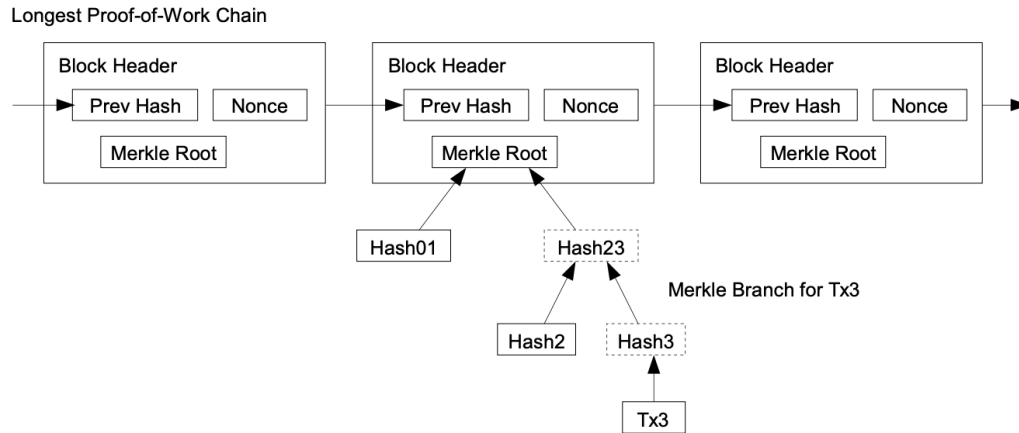 Longest Proof-of-Work Chain
Block Header
Prev Hash
Nonce
Merkle Root
Block Header
Prev Hash
Nonce
Merkle Root
Block Header
Prev Hash
Nonce
Merkle Root
Hash01
Hash23
Merkle Branch for Tx3
Hash2
Hash3
Tx3